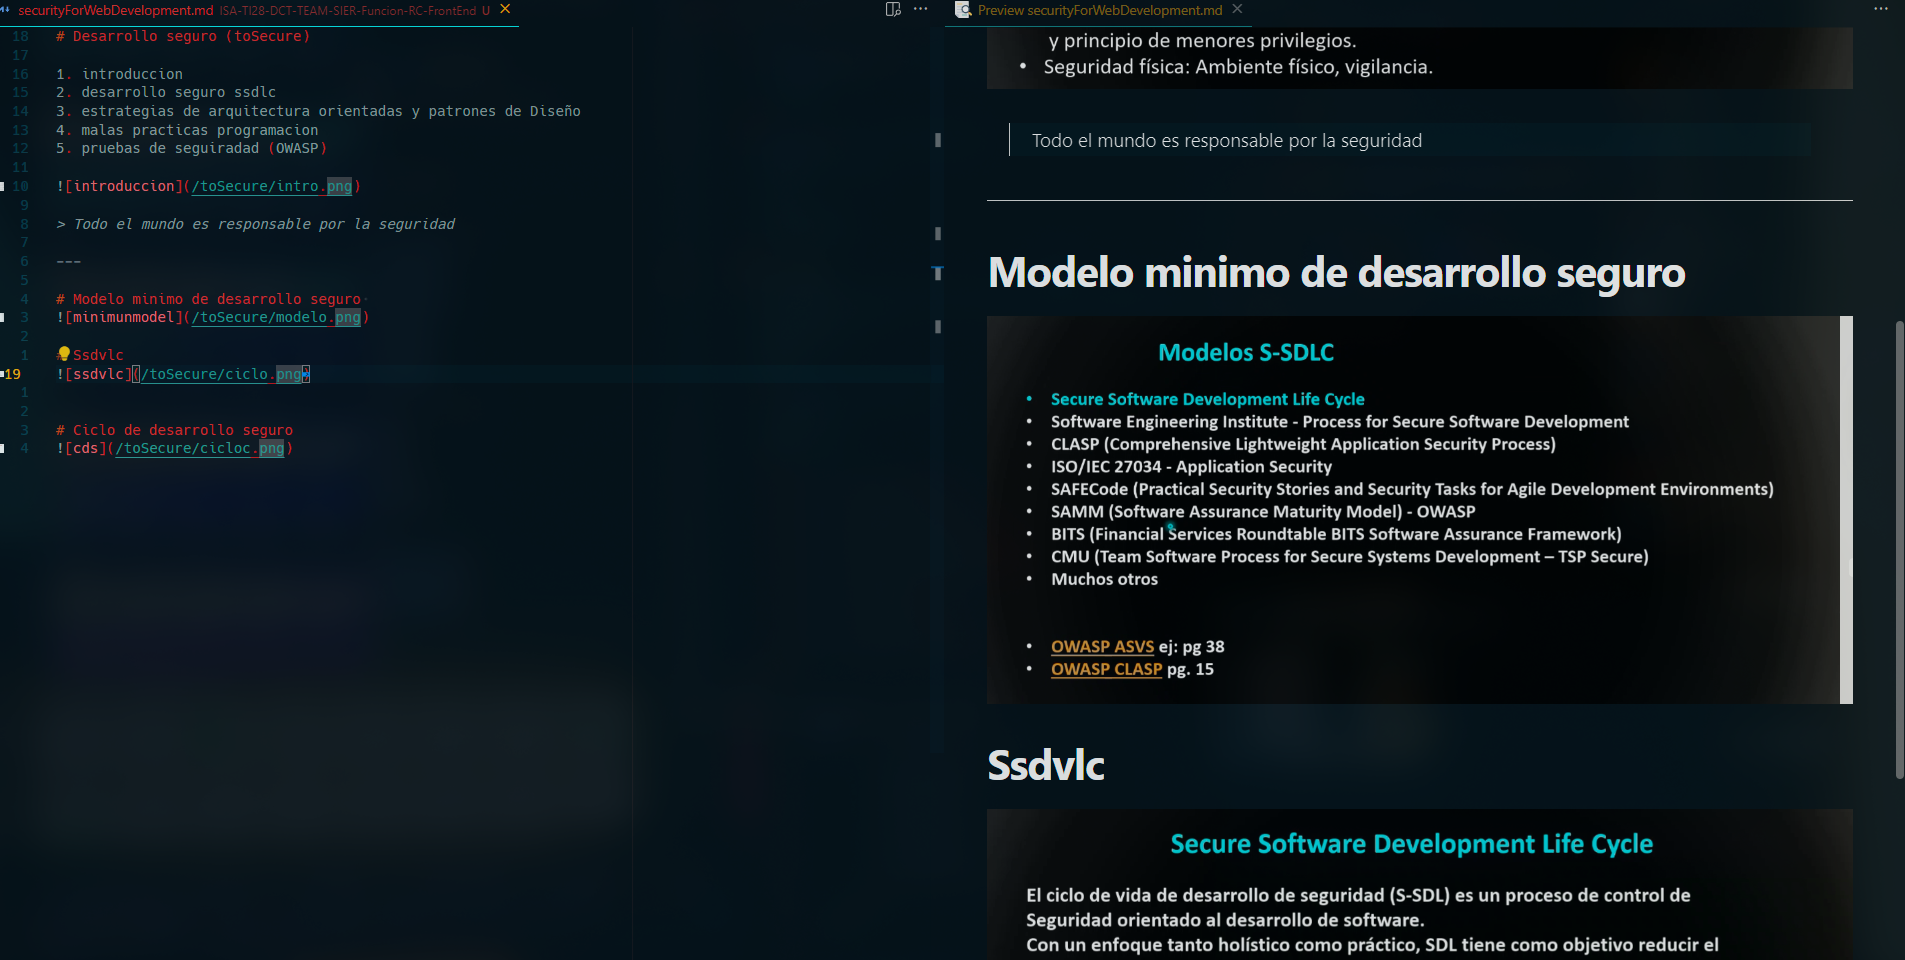 securityForWebDevelopment.md ISA-TI28-DCT-TEAM-SIER-Funcion-RC-FrontEnd U
18 # Desarrollo seguro (toSecure)
17
16 1. introduccion
15 2. desarrollo seguro ssdlc
14 3. estrategias de arquitectura orientadas y patrones de Diseño
13 4. malas practicas programacion
12 5. pruebas de seguiradad (OWASP)
11
10 ![introduccion](/toSecure/intro.png)
9
8 > Todo el mundo es responsable por la seguridad
7
6 ---
5
4 # Modelo minimo de desarrollo seguro
3 ![minimunmodel](/toSecure/modelo.png)
2
1 Ssdvlc
19 ![ssdvlc](/toSecure/ciclo.png)
1
2
3 # Ciclo de desarrollo seguro
4 ![cds](/toSecure/cicloc.png)
Preview securityForWebDevelopment.md
y principio de menores privilegios.
• Seguridad física: Ambiente físico, vigilancia.
Todo el mundo es responsable por la seguridad
Modelo minimo de desarrollo seguro
Modelos S-SDLC
• Secure Software Development Life Cycle
• Software Engineering Institute - Process for Secure Software Development
• CLASP (Comprehensive Lightweight Application Security Process)
• ISO/IEC 27034 - Application Security
• SAFECode (Practical Security Stories and Security Tasks for Agile Development Environments)
• SAMM (Software Assurance Maturity Model) - OWASP
• BITS (Financial Services Roundtable BITS Software Assurance Framework)
• CMU (Team Software Process for Secure Systems Development – TSP Secure)
• Muchos otros
• OWASP ASVS ej: pg 38
• OWASP CLASP pg. 15
Ssdvlc
Secure Software Development Life Cycle
El ciclo de vida de desarrollo de seguridad (S-SDL) es un proceso de control de
Seguridad orientado al desarrollo de software.
Con un enfoque tanto holístico como práctico, SDL tiene como objetivo reducir el